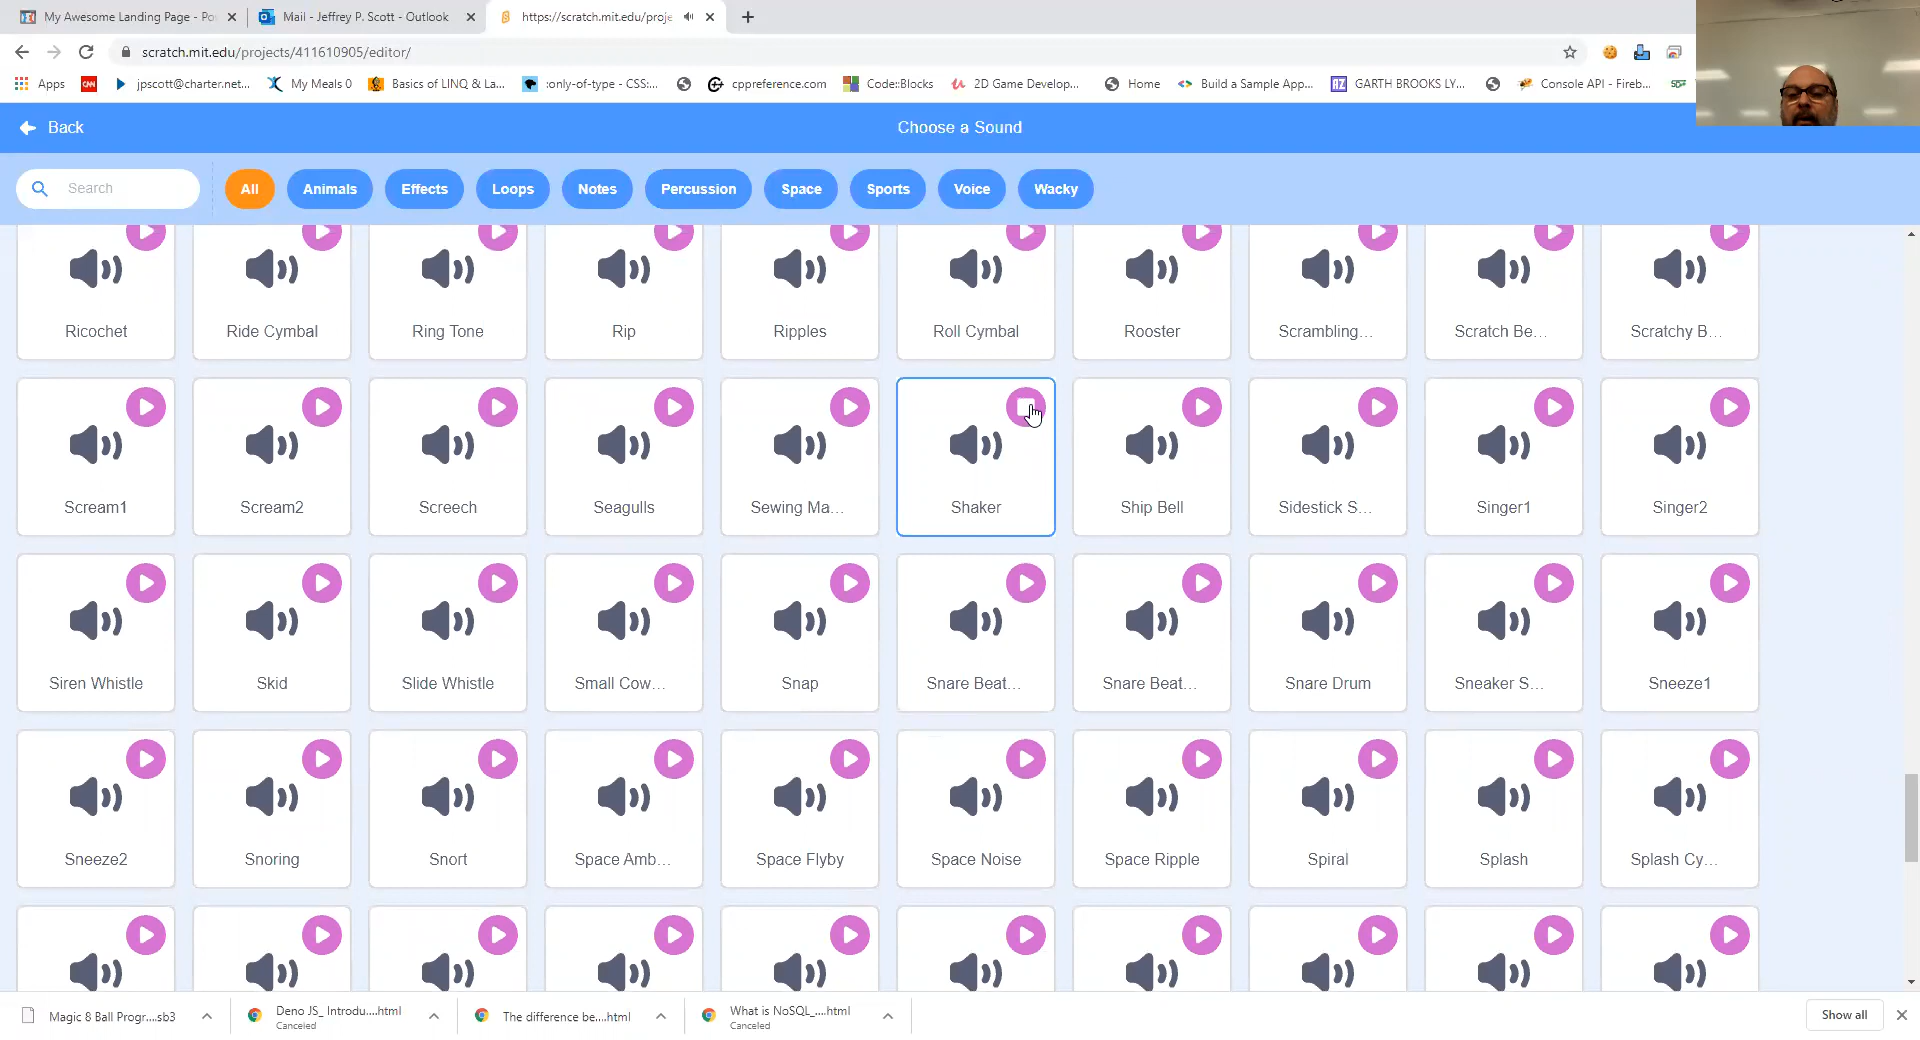 My Awesome Landing Page - Po
Mail - Jeffrey P. Scott - Outlook
https://scratch.mit.edu/proje
scratch.mit.edu/projects/411610905/editor/
Apps
CNN
jpscott@charter.net...
My Meals 0
Basics of LINQ & La...
:only-of-type - CSS:...
cppreference.com
Code::Blocks
2D Game Develop...
Home
Build a Sample App...
AZ
GARTH BROOKS LY...
Console API - Fireb...
Back
Choose a Sound
Search
All
Animals
Effects
Loops
Notes
Percussion
Space
Sports
Voice
Wacky
Ricochet
Ride Cymbal
Ring Tone
Rip
Ripples
Roll Cymbal
Rooster
Scrambling...
Scratch Be...
Scratchy B...
Scream1
Scream2
Screech
Seagulls
Sewing Ma...
Shaker
Ship Bell
Sidestick S...
Singer1
Singer2
Siren Whistle
Skid
Slide Whistle
Small Cow...
Snap
Snare Beat...
Snare Beat...
Snare Drum
Sneaker S...
Sneeze1
Sneeze2
Snoring
Snort
Space Amb...
Space Flyby
Space Noise
Space Ripple
Spiral
Splash
Splash Cy...
Magic 8 Ball Progr....sb3
Deno JS_ Introdu....html
Canceled
The difference be....html
What is NoSQL_....html
Canceled
Show all